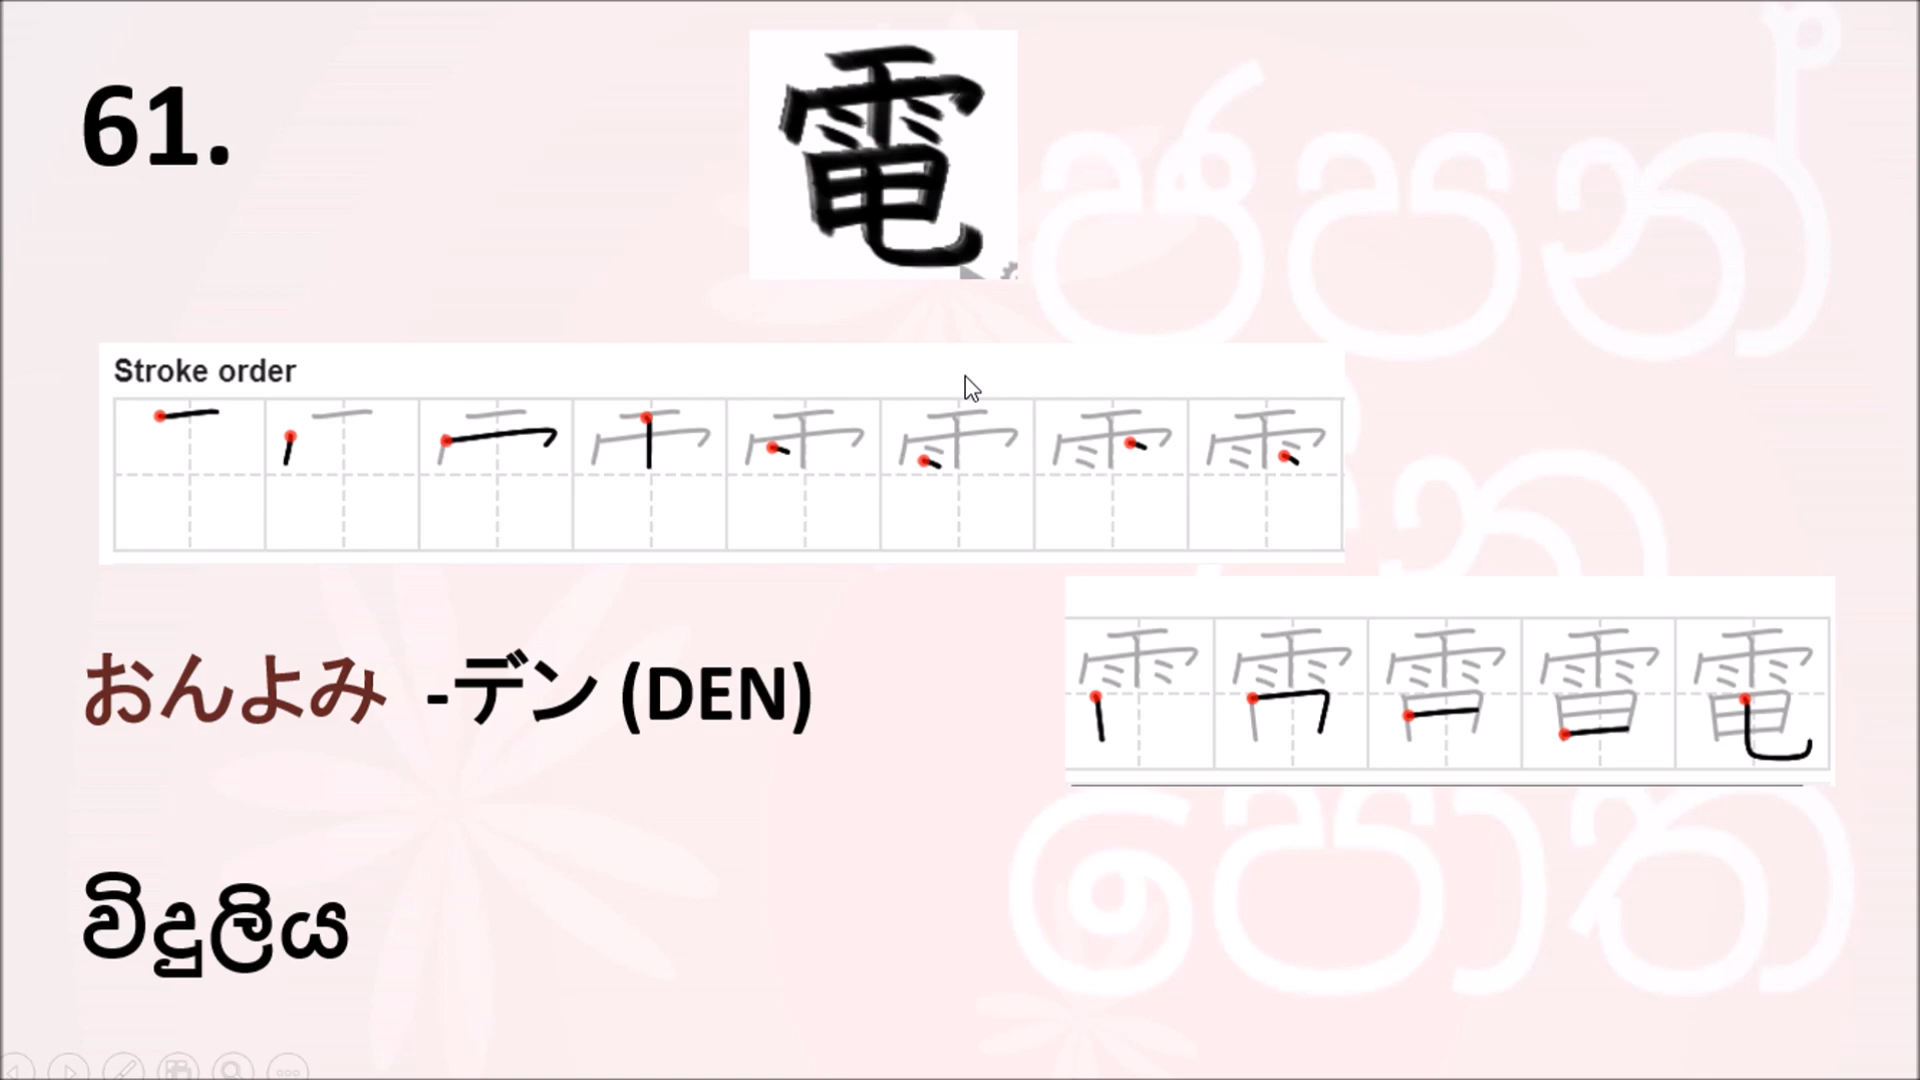 61.
電
Stroke order
おんよみ -デン (DEN)
විදුලිය